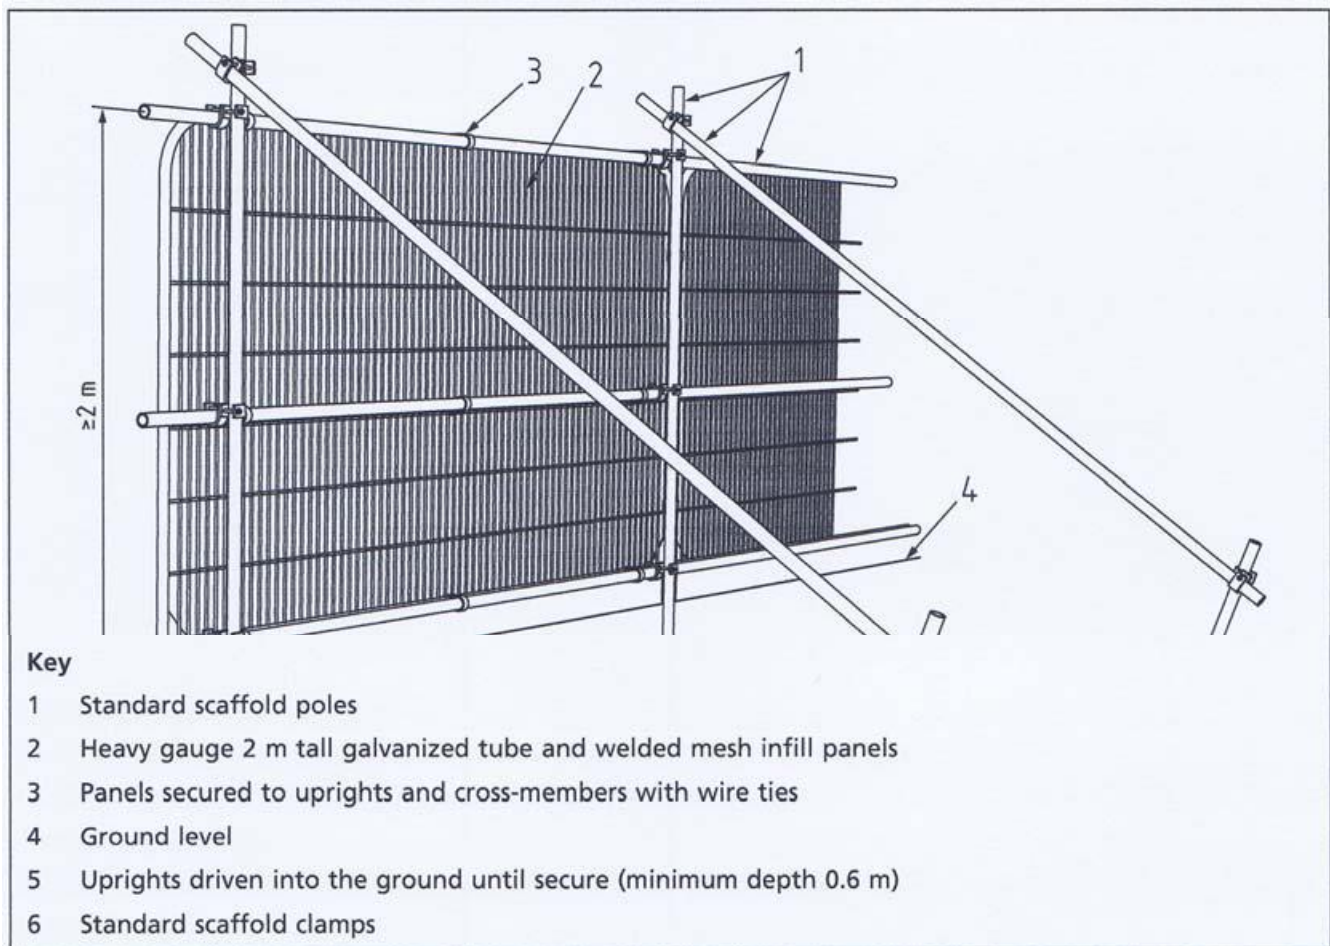 3
2
1
≥2 m
4
Key
1 Standard scaffold poles
2 Heavy gauge 2 m tall galvanized tube and welded mesh infill panels
3 Panels secured to uprights and cross-members with wire ties
4 Ground level
5 Uprights driven into the ground until secure (minimum depth 0.6 m)
6 Standard scaffold clamps